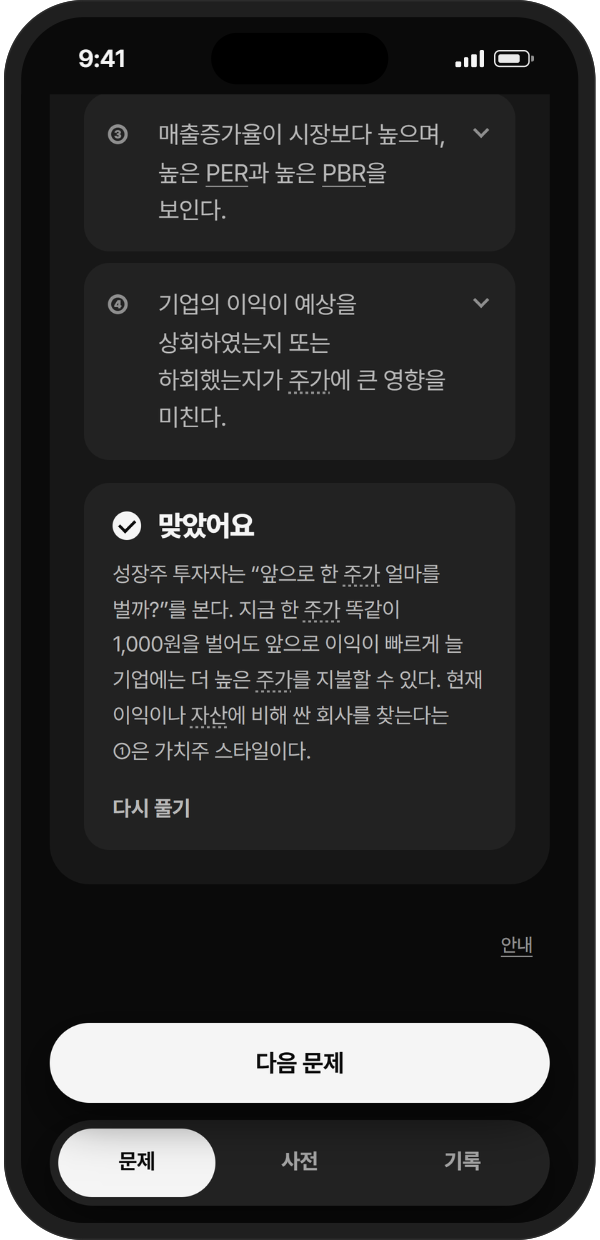 9:41
③ 매출증가율이 시장보다 높으며,
높은 PER과 높은 PBR을
보인다.
④ 기업의 이익이 예상을
상회하였는지 또는
하회했는지가 주가에 큰 영향을
미친다.
맞았어요
성장주 투자자는 “앞으로 한 주가 얼마를
벌까?”를 본다. 지금 한 주가 똑같이
1,000원을 벌어도 앞으로 이익이 빠르게 늘
기업에는 더 높은 주가를 지불할 수 있다. 현재
이익이나 자산에 비해 싼 회사를 찾는다는
①은 가치주 스타일이다.
다시 풀기
안내
다음 문제
문제 사전 기록